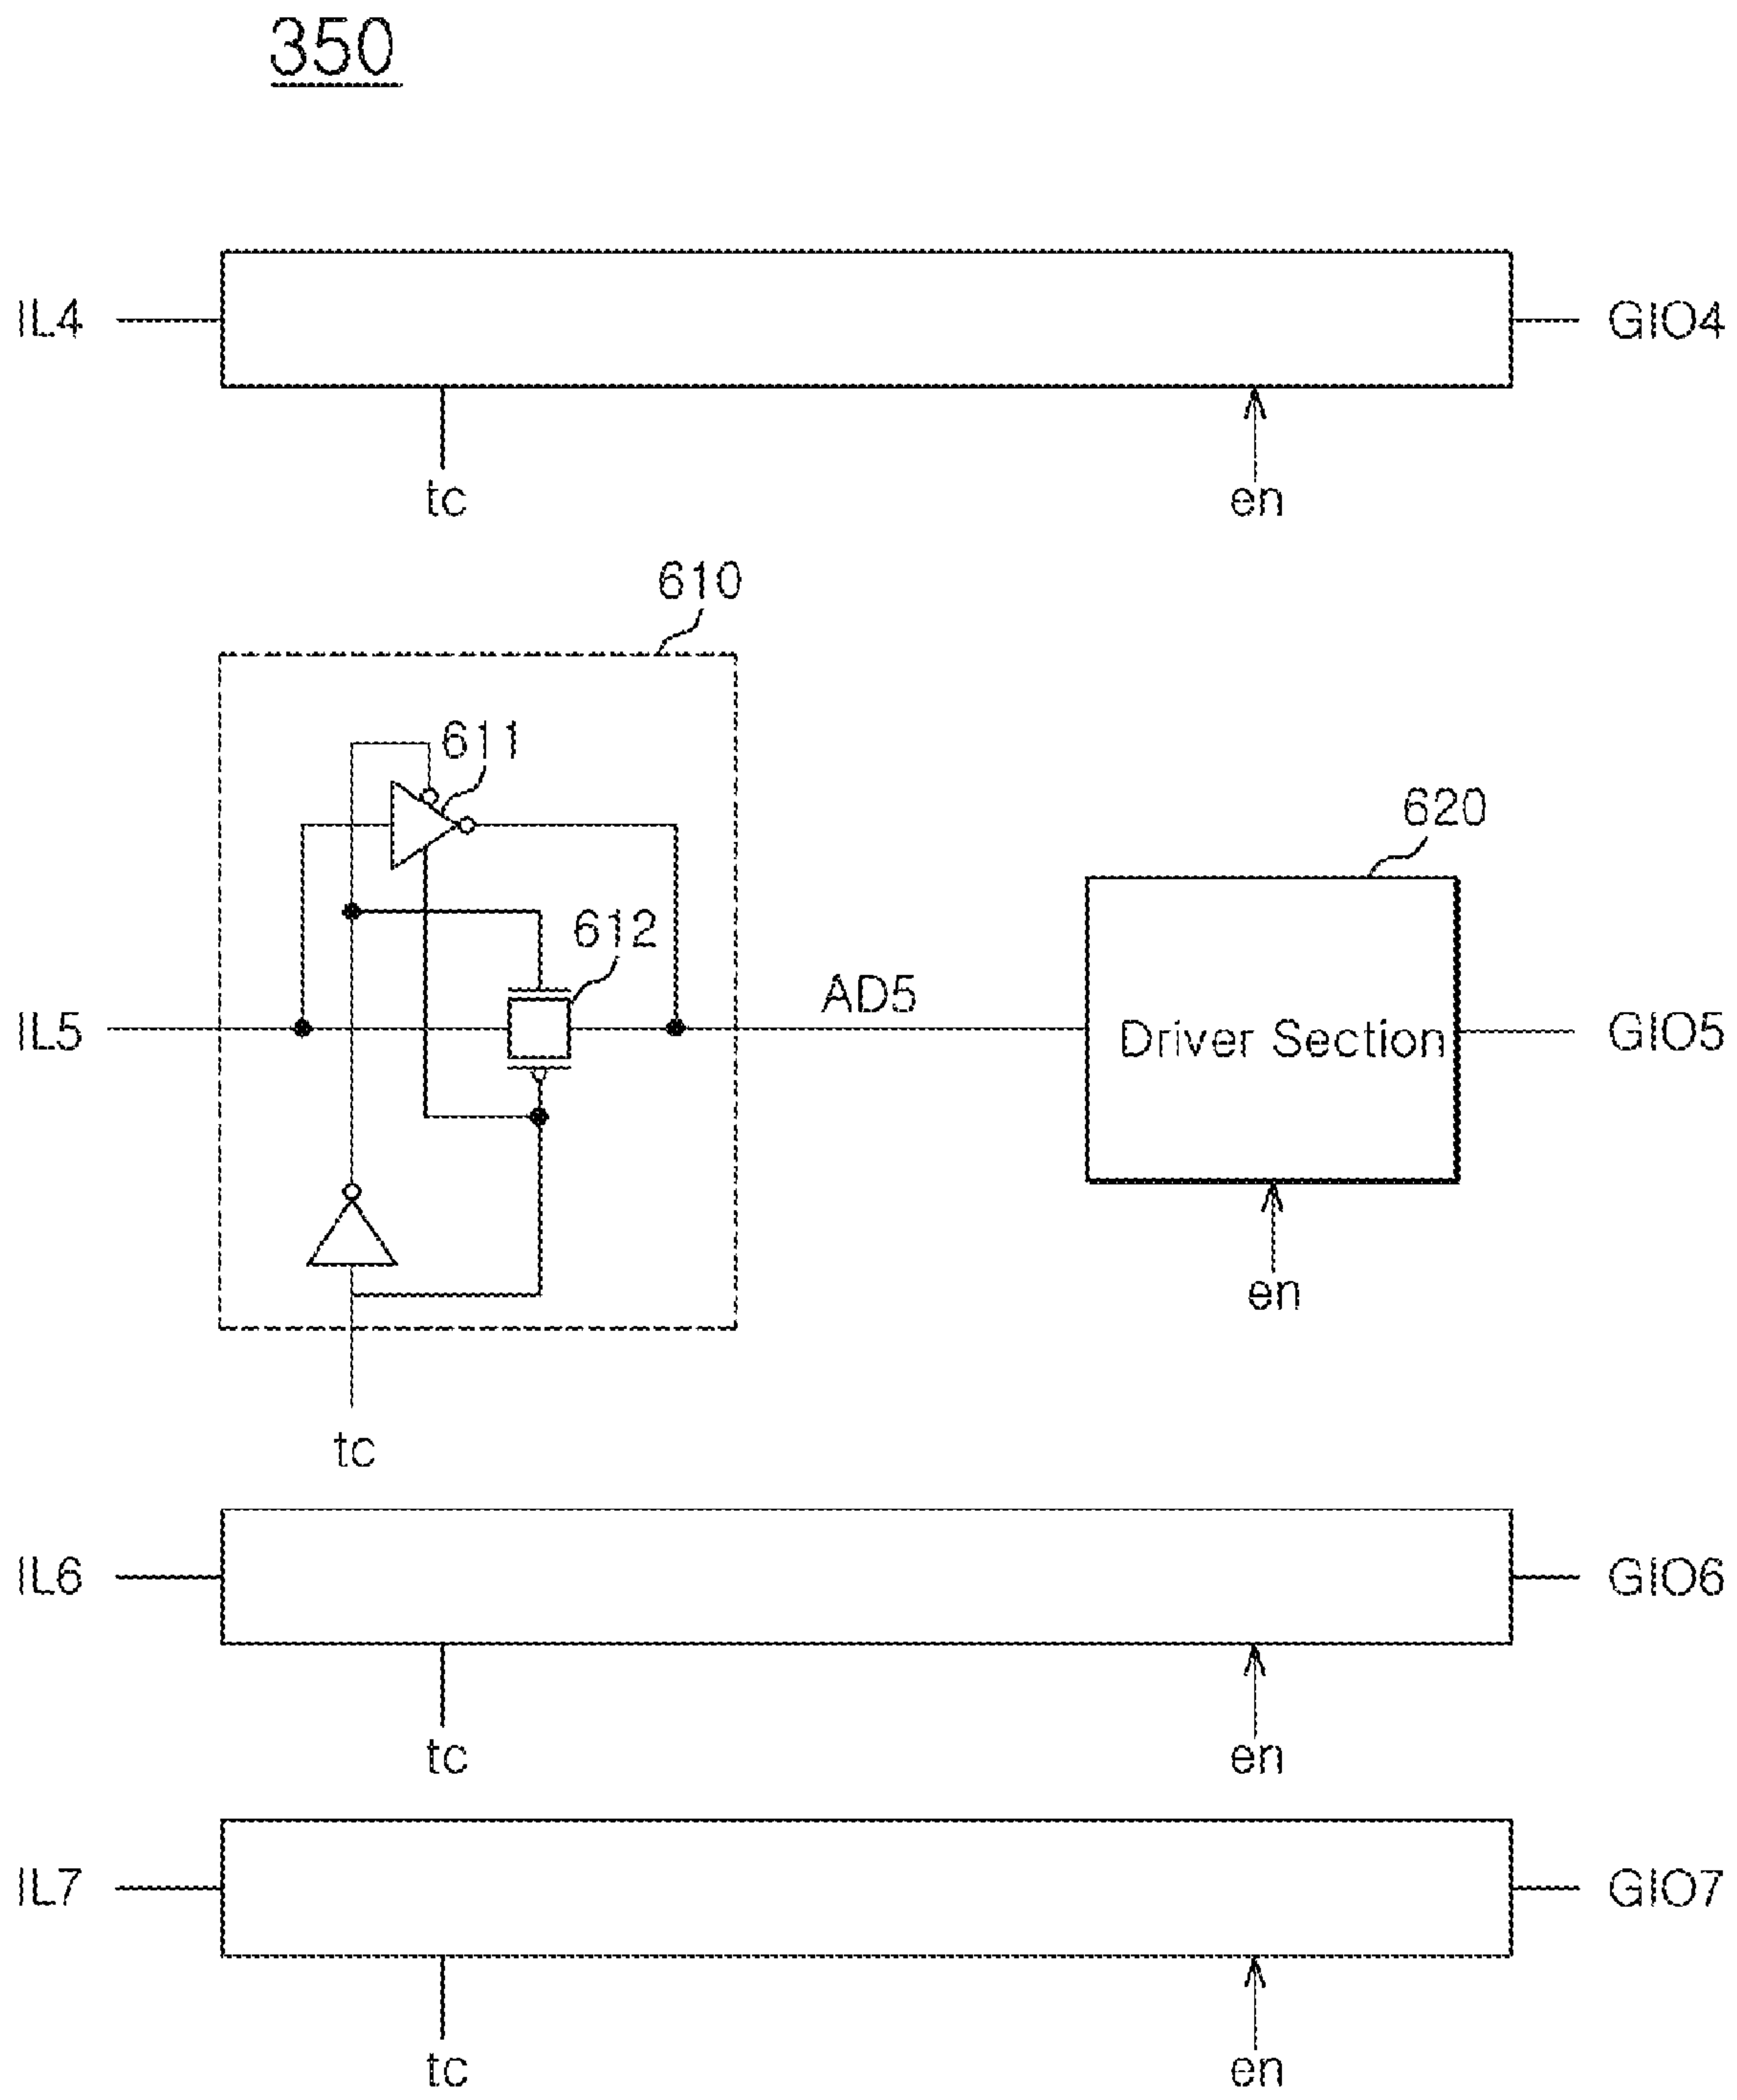 350
IL4 GIO4
tc en
610
611
620
612
IL5 AD5 Driver Section GIO5
en
tc
IL6 GIO6
tc en
IL7 GIO7
tc en